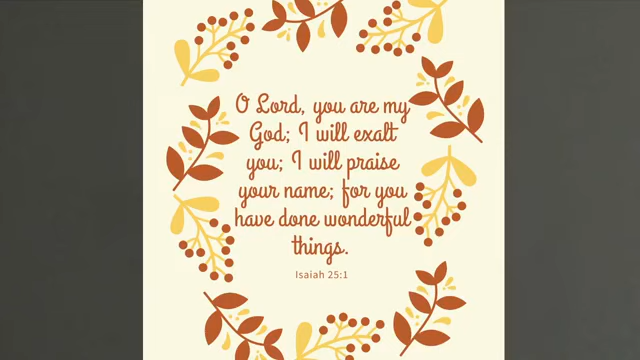 O Lord, you are my
God; I will exalt
you; I will praise
your name; for you
have done wonderful
things.
Isaiah 25:1